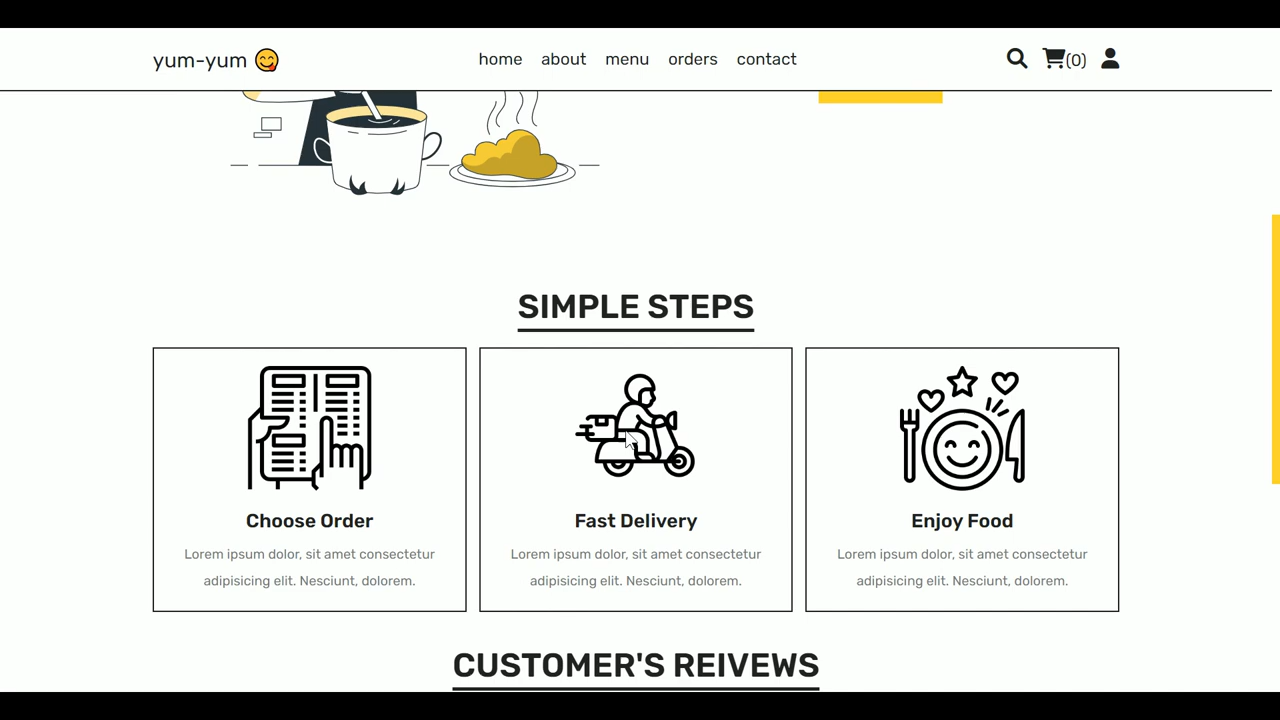 yum-yum 😋
home about menu orders contact
(0)
SIMPLE STEPS
Choose Order
Lorem ipsum dolor, sit amet consectetur
adipisicing elit. Nesciunt, dolorem.
Fast Delivery
Lorem ipsum dolor, sit amet consectetur
adipisicing elit. Nesciunt, dolorem.
Enjoy Food
Lorem ipsum dolor, sit amet consectetur
adipisicing elit. Nesciunt, dolorem.
CUSTOMER'S REIVEWS